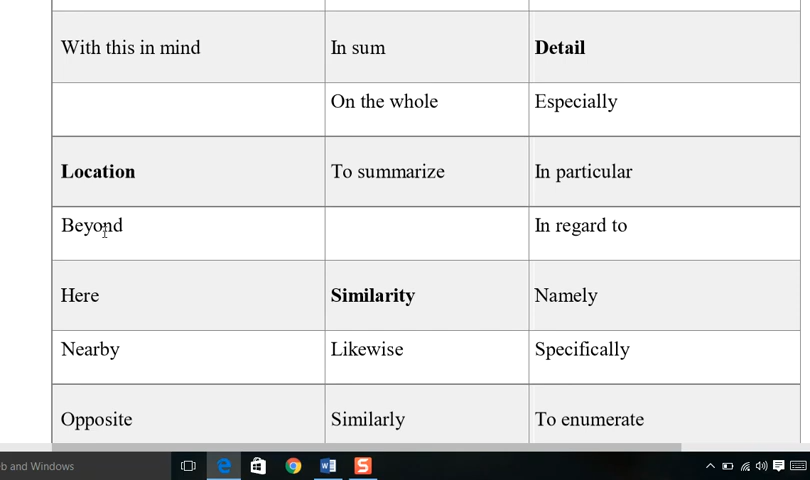 With this in mind In sum Detail
On the whole Especially
Location To summarize In particular
Beyond In regard to
Here Similarity Namely
Nearby Likewise Specifically
Opposite Similarly To enumerate
b and Windows